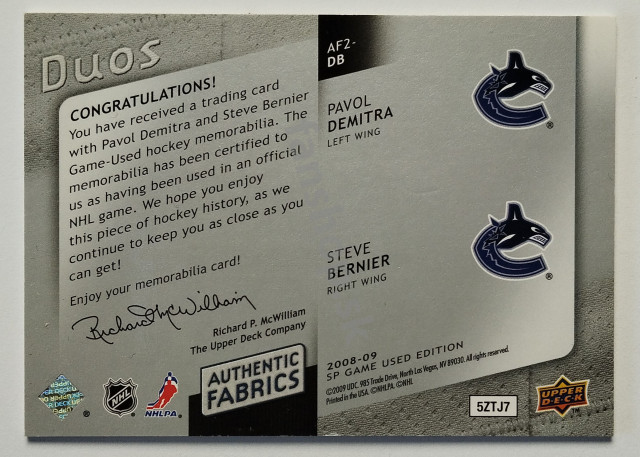 Duos
CONGRATULATIONS!
You have received a trading card
with Pavol Demitra and Steve Bernier
Game-Used hockey memorabilia. The
memorabilia has been certified to
us as having been used in an official
NHL game. We hope you enjoy
this piece of hockey history, as we
continue to keep you as close as you
can get!
Enjoy your memorabilia card!
Richard McWilliam
Richard P. McWilliam
The Upper Deck Company
AUTHENTIC
FABRICS
NHL
NHLPA®
AF2-
DB
PAVOL
DEMITRA
LEFT WING
STEVE
BERNIER
RIGHT WING
2008-09
SP GAME USED EDITION
©2009 UDC. 985 Trade Drive, North Las Vegas, NV 89030. All rights reserved.
Printed in the USA. ©NHLPA. ©NHL
5ZTJ7
UPPER
DECK